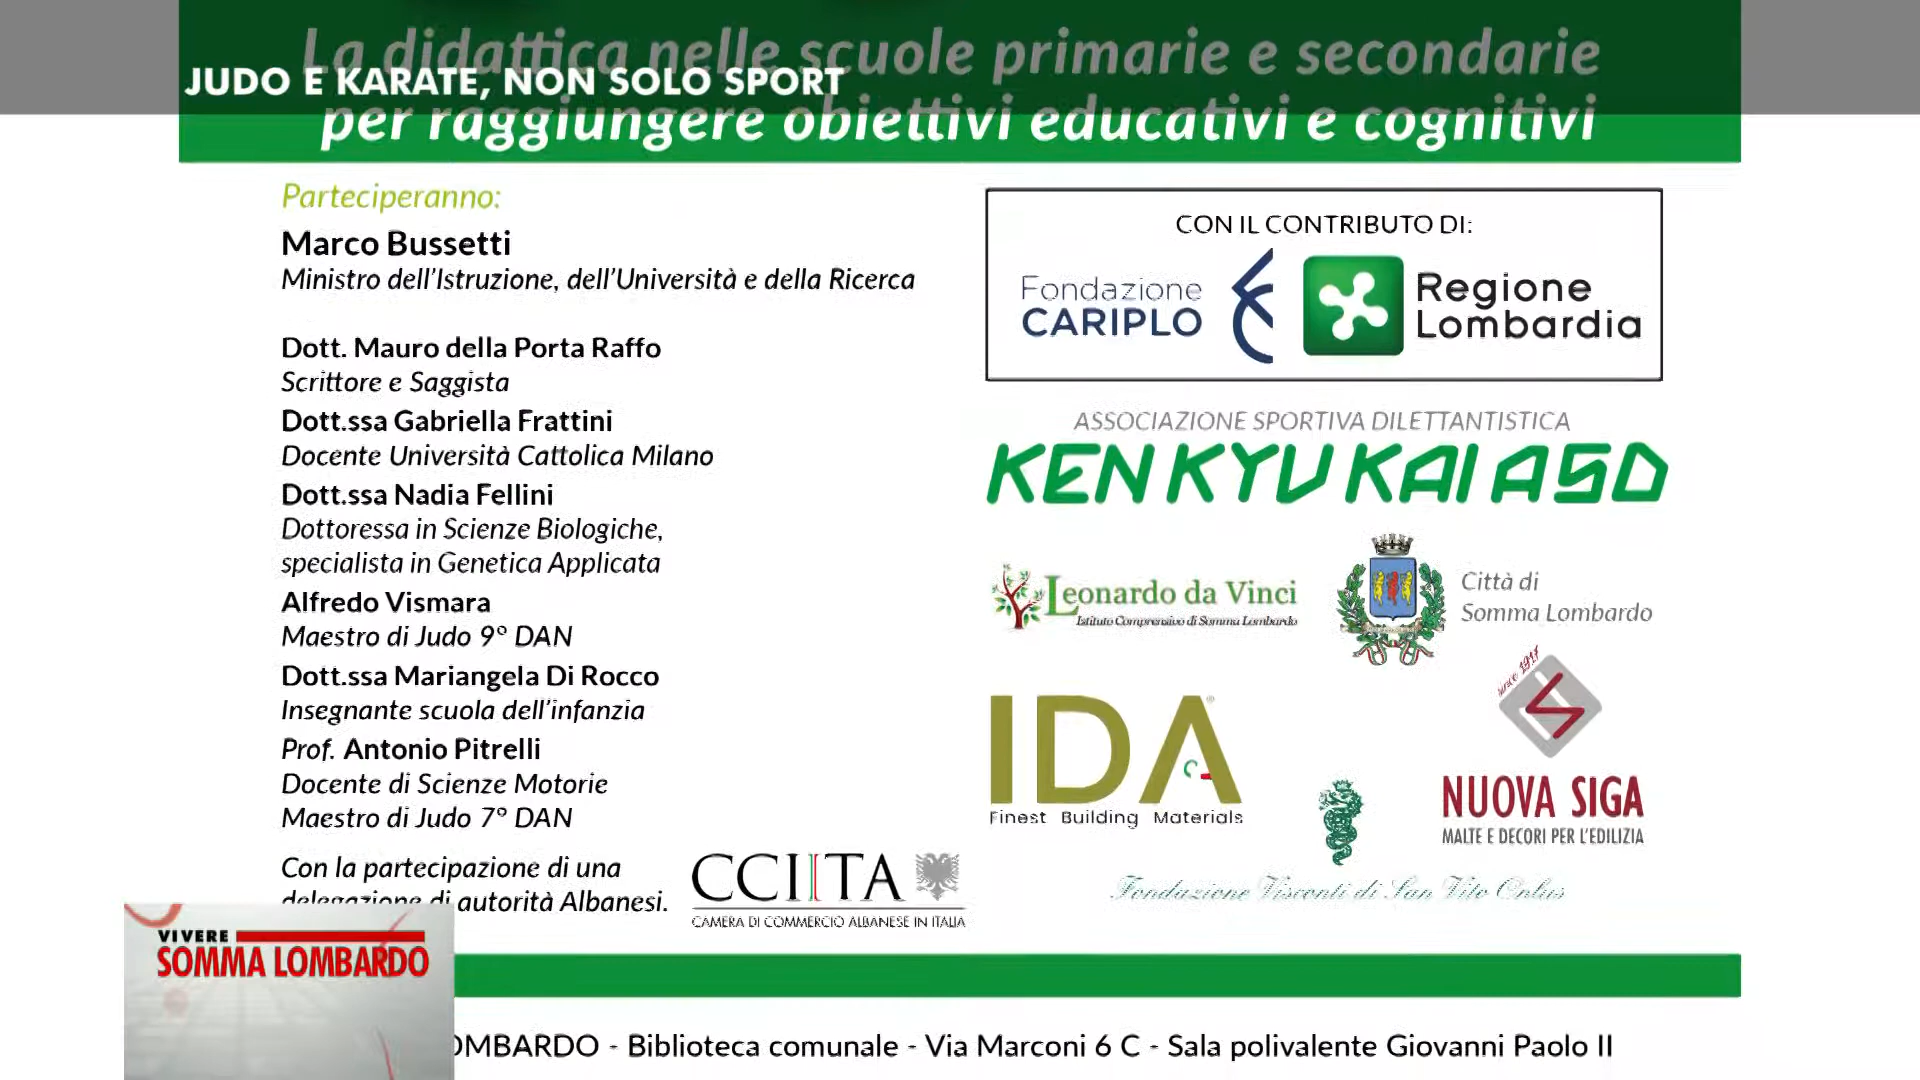 La didattica nelle scuole primarie e secondarie
JUDO E KARATE, NON SOLO SPORT
per raggiungere obiettivi educativi e cognitivi
Parteciperanno:
Marco Bussetti
Ministro dell'Istruzione, dell'Università e della Ricerca
Dott. Mauro della Porta Raffo
Scrittore e Saggista
Dott.ssa Gabriella Frattini
Docente Università Cattolica Milano
Dott.ssa Nadia Fellini
Dottoressa in Scienze Biologiche,
specialista in Genetica Applicata
Alfredo Vismara
Maestro di Judo 9° DAN
Dott.ssa Mariangela Di Rocco
Insegnante scuola dell'infanzia
Prof. Antonio Pitrelli
Docente di Scienze Motorie
Maestro di Judo 7° DAN
Con la partecipazione di una
delegazione di autorità Albanesi.
CCIITA
CAMERA DI COMMERCIO ALBANESE IN ITALIA
CON IL CONTRIBUTO DI:
Fondazione
CARIPLO
Regione
Lombardia
ASSOCIAZIONE SPORTIVA DILETTANTISTICA
KEN KYU KAI ASD
Leonardo da Vinci
Istituto Comprensivo di Somma Lombardo
Città di
Somma Lombardo
since 1917
IDA
Finest Building Materials
NUOVA SIGA
MALTE E DECORI PER L'EDILIZIA
Fondazione Visconti di San Vito Onlus
VIVERE
SOMMA LOMBARDO
OMBARDO - Biblioteca comunale - Via Marconi 6 C - Sala polivalente Giovanni Paolo II